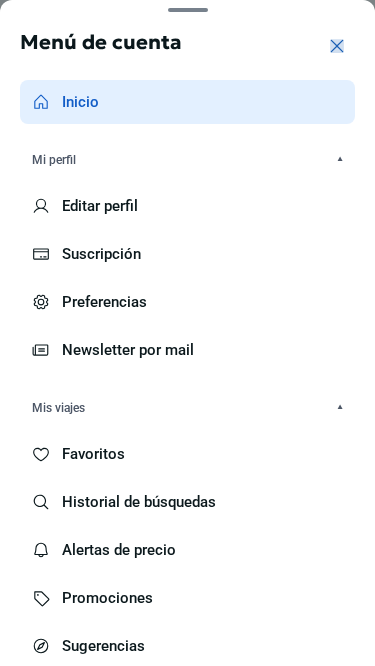 Menú de cuenta
Inicio
Mi perfil
Editar perfil
Suscripción
Preferencias
Newsletter por mail
Mis viajes
Favoritos
Historial de búsquedas
Alertas de precio
Promociones
Sugerencias